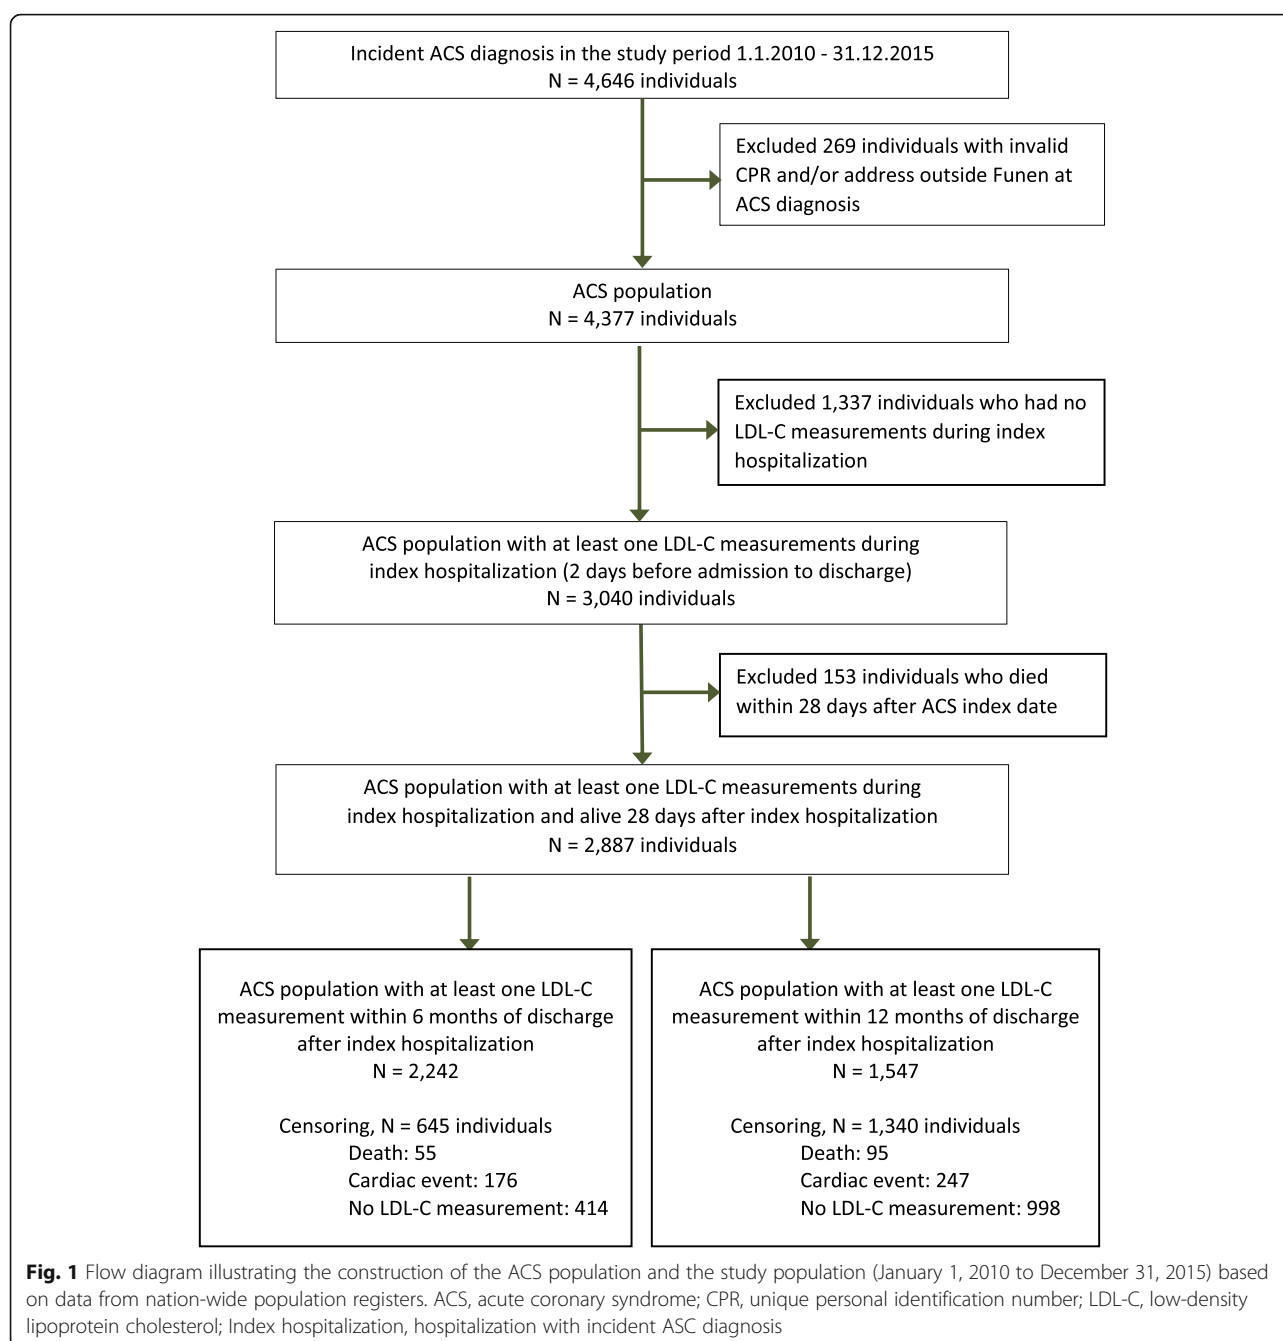 Incident ACS diagnosis in the study period 1.1.2010 - 31.12.2015
N = 4,646 individuals
Excluded 269 individuals with invalid
CPR and/or address outside Funen at
ACS diagnosis
ACS population
N = 4,377 individuals
Excluded 1,337 individuals who had no
LDL-C measurements during index
hospitalization
ACS population with at least one LDL-C measurements during
index hospitalization (2 days before admission to discharge)
N = 3,040 individuals
Excluded 153 individuals who died
within 28 days after ACS index date
ACS population with at least one LDL-C measurements during
index hospitalization and alive 28 days after index hospitalization
N = 2,887 individuals
ACS population with at least one LDL-C
measurement within 6 months of discharge
after index hospitalization
N = 2,242
Censoring, N = 645 individuals
Death: 55
Cardiac event: 176
No LDL-C measurement: 414
ACS population with at least one LDL-C
measurement within 12 months of discharge
after index hospitalization
N = 1,547
Censoring, N = 1,340 individuals
Death: 95
Cardiac event: 247
No LDL-C measurement: 998
Fig. 1 Flow diagram illustrating the construction of the ACS population and the study population (January 1, 2010 to December 31, 2015) based
on data from nation-wide population registers. ACS, acute coronary syndrome; CPR, unique personal identification number; LDL-C, low-density
lipoprotein cholesterol; Index hospitalization, hospitalization with incident ASC diagnosis